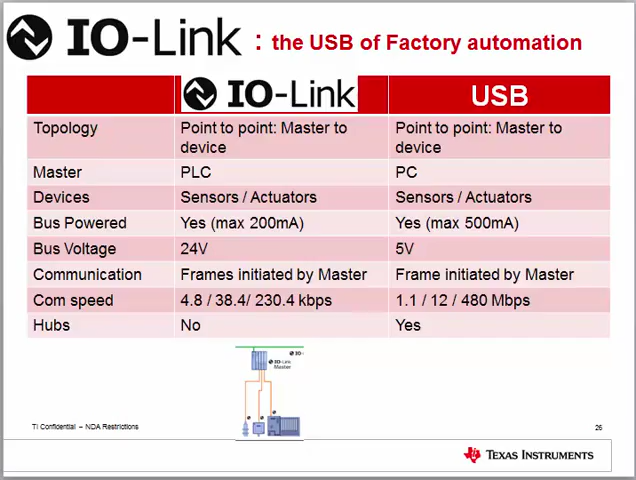 IO-Link : the USB of Factory automation
IO-Link USB
Topology Point to point: Master to device Point to point: Master to device
Master PLC PC
Devices Sensors / Actuators Sensors / Actuators
Bus Powered Yes (max 200mA) Yes (max 500mA)
Bus Voltage 24V 5V
Communication Frames initiated by Master Frame initiated by Master
Com speed 4.8 / 38.4/ 230.4 kbps 1.1 / 12 / 480 Mbps
Hubs No Yes
IO-
IO-Link
Master
TI Confidential – NDA Restrictions
26
TEXAS INSTRUMENTS